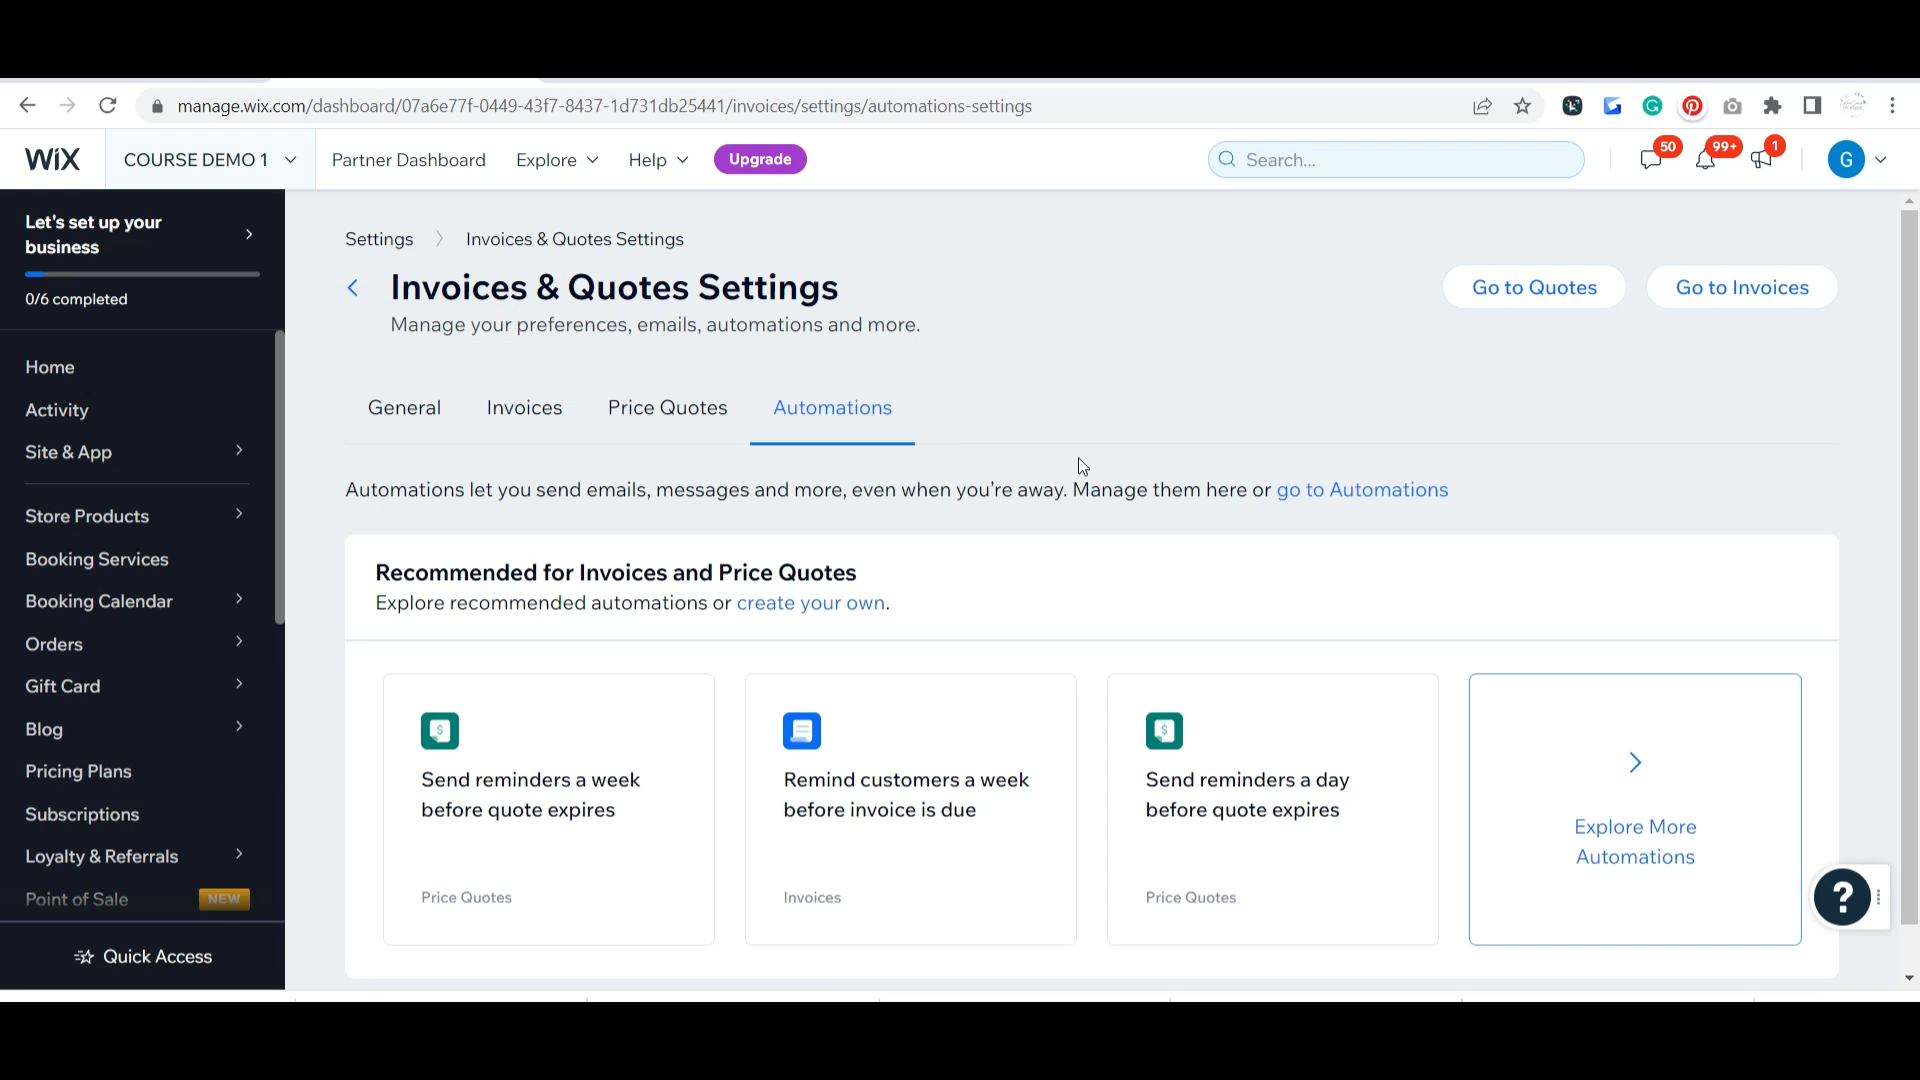 manage.wix.com/dashboard/07a6e77f-0449-43f7-8437-1d731db25441/invoices/settings/automations-settings
WiX
COURSE DEMO 1
Partner Dashboard
Explore
Help
Upgrade
Search...
50
99+
1
G
Let's set up your
business
0/6 completed
Home
Activity
Site & App
Store Products
Booking Services
Booking Calendar
Orders
Gift Card
Blog
Pricing Plans
Subscriptions
Loyalty & Referrals
Point of Sale NEW
Quick Access
Settings > Invoices & Quotes Settings
Invoices & Quotes Settings
Manage your preferences, emails, automations and more.
Go to Quotes
Go to Invoices
General
Invoices
Price Quotes
Automations
Automations let you send emails, messages and more, even when you're away. Manage them here or go to Automations
Recommended for Invoices and Price Quotes
Explore recommended automations or create your own.
Send reminders a week
before quote expires
Price Quotes
Remind customers a week
before invoice is due
Invoices
Send reminders a day
before quote expires
Price Quotes
Explore More
Automations
?